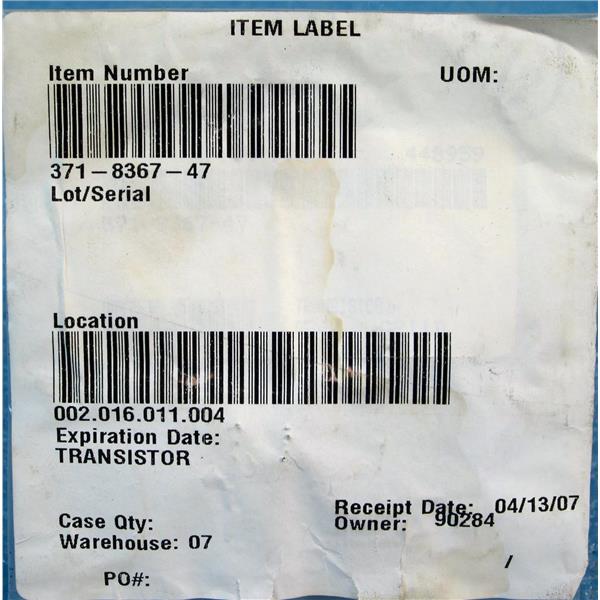 ITEM LABEL
Item Number UOM:
371-8367-47
Lot/Serial
448959
Location
002.016.011.004
Expiration Date:
TRANSISTOR
Receipt Date: 04/13/07
Case Qty: Owner: 90284
Warehouse: 07
/
PO#: